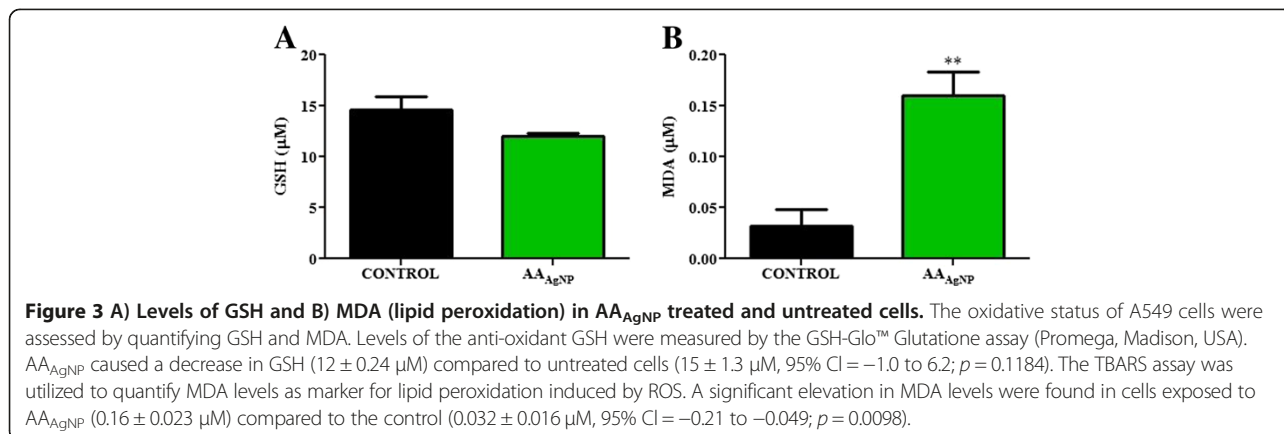 A
20
15
10
5
0
GSH (µM)
CONTROL
AAAgNP
B
0.20
0.15
0.10
0.05
0.00
MDA (µM)
**
CONTROL
AAAgNP
Figure 3 A) Levels of GSH and B) MDA (lipid peroxidation) in AAAgNP treated and untreated cells. The oxidative status of A549 cells were
assessed by quantifying GSH and MDA. Levels of the anti-oxidant GSH were measured by the GSH-Glo™ Glutatione assay (Promega, Madison, USA).
AAAgNP caused a decrease in GSH (12 ± 0.24 µM) compared to untreated cells (15 ± 1.3 µM, 95% CI = −1.0 to 6.2; p = 0.1184). The TBARS assay was
utilized to quantify MDA levels as marker for lipid peroxidation induced by ROS. A significant elevation in MDA levels were found in cells exposed to
AAAgNP (0.16 ± 0.023 µM) compared to the control (0.032 ± 0.016 µM, 95% CI = −0.21 to −0.049; p = 0.0098).